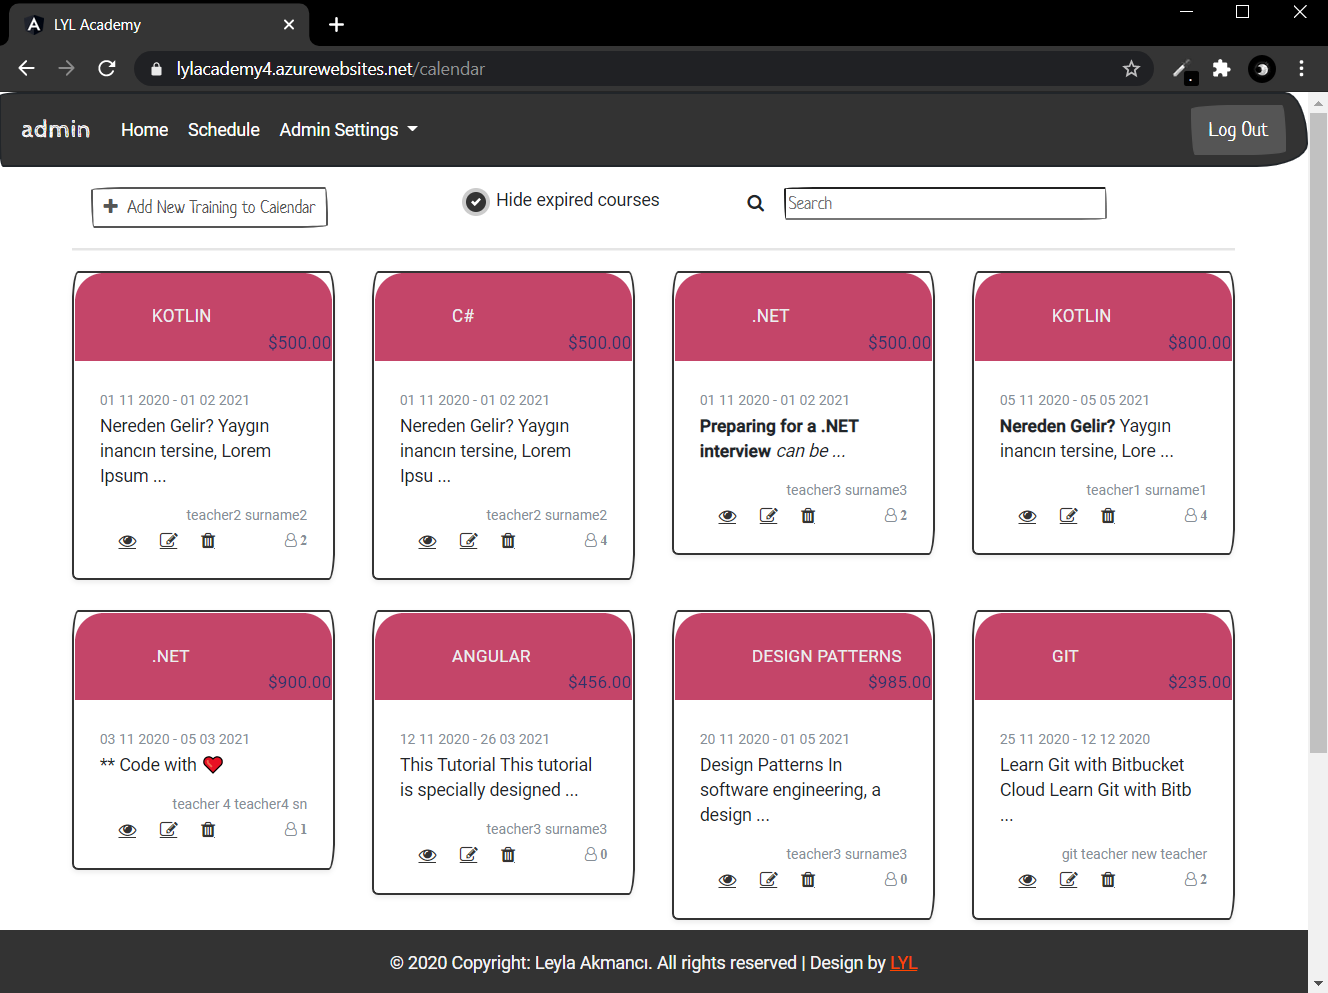 LYL Academy
lylacademy4.azurewebsites.net/calendar
admin Home Schedule Admin Settings Log Out
Add New Training to Calendar Hide expired courses Search
KOTLIN
$500.00
01 11 2020 - 01 02 2021
Nereden Gelir? Yaygın
inancın tersine, Lorem
Ipsum ...
teacher2 surname2
2
C#
$500.00
01 11 2020 - 01 02 2021
Nereden Gelir? Yaygın
inancın tersine, Lorem
Ipsu ...
teacher2 surname2
4
.NET
$500.00
01 11 2020 - 01 02 2021
Preparing for a .NET
interview can be ...
teacher3 surname3
2
KOTLIN
$800.00
05 11 2020 - 05 05 2021
Nereden Gelir? Yaygın
inancın tersine, Lore ...
teacher1 surname1
4
.NET
$900.00
03 11 2020 - 05 03 2021
** Code with ❤️
teacher 4 teacher4 sn
1
ANGULAR
$456.00
12 11 2020 - 26 03 2021
This Tutorial This tutorial
is specially designed ...
teacher3 surname3
0
DESIGN PATTERNS
$985.00
20 11 2020 - 01 05 2021
Design Patterns In
software engineering, a
design ...
teacher3 surname3
0
GIT
$235.00
25 11 2020 - 12 12 2020
Learn Git with Bitbucket
Cloud Learn Git with Bitb
...
git teacher new teacher
2
© 2020 Copyright: Leyla Akmancı. All rights reserved | Design by LYL